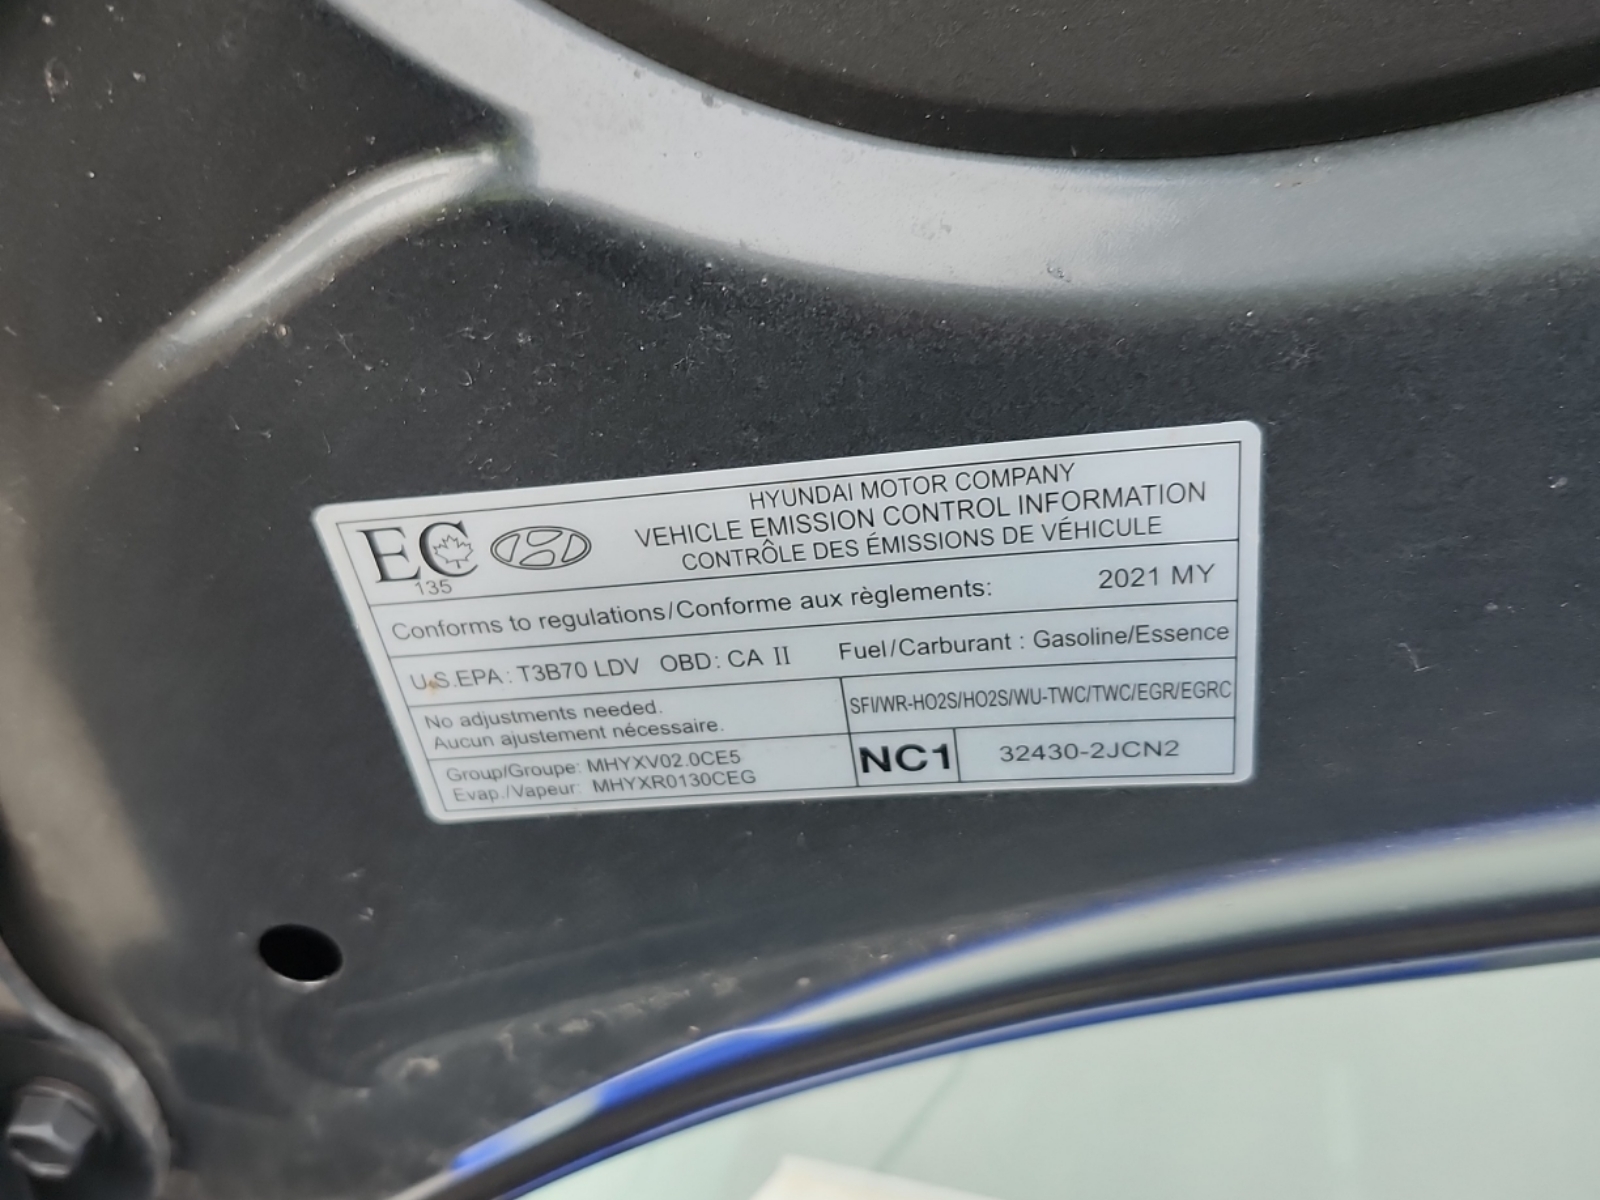 HYUNDAI MOTOR COMPANY
VEHICLE EMISSION CONTROL INFORMATION
CONTRÔLE DES ÉMISSIONS DE VÉHICULE
EC
135
Conforms to regulations/Conforme aux règlements: 2021 MY
U.S.EPA : T3B70 LDV OBD: CA II Fuel/Carburant : Gasoline/Essence
No adjustments needed.
Aucun ajustement nécessaire.
SFI/WR-HO2S/HO2S/WU-TWC/TWC/EGR/EGRC
Group/Groupe: MHYXV02.0CE5
Evap./Vapeur: MHYXR0130CEG
NC1 32430-2JCN2